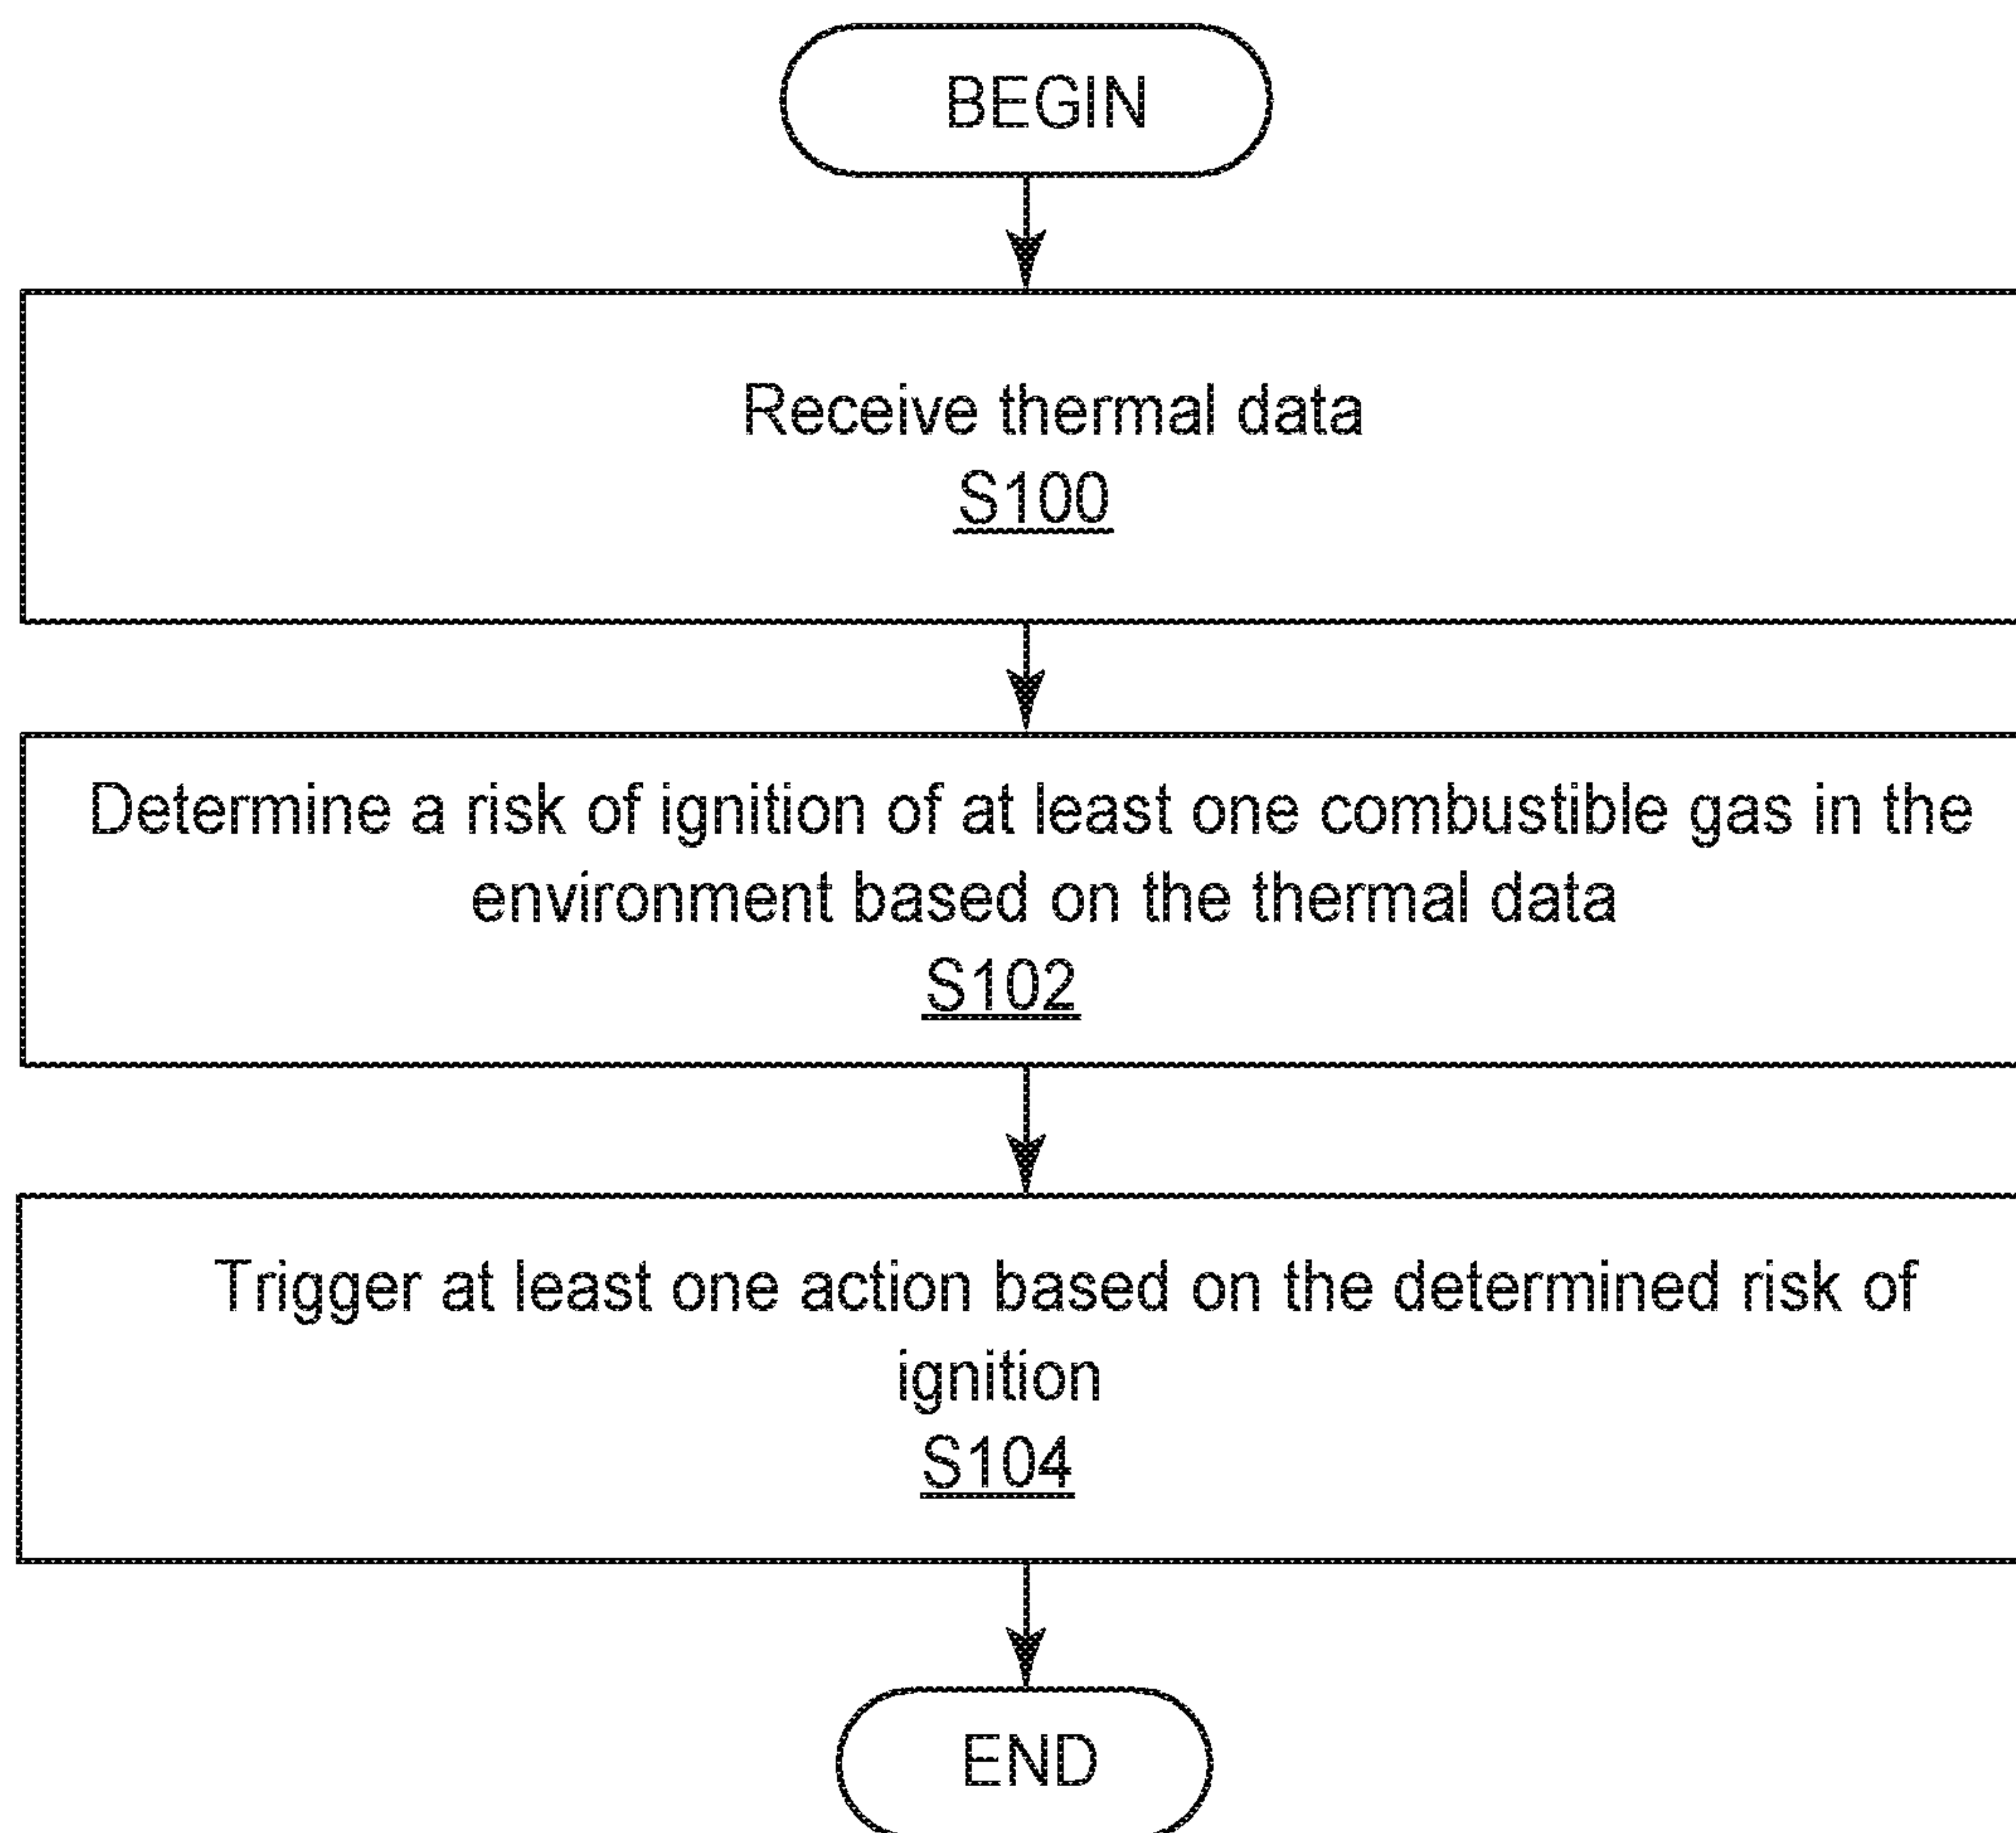 BEGIN
Receive thermal data
S100
Determine a risk of ignition of at least one combustible gas in the
environment based on the thermal data
S102
Trigger at least one action based on the determined risk of
ignition
S104
END